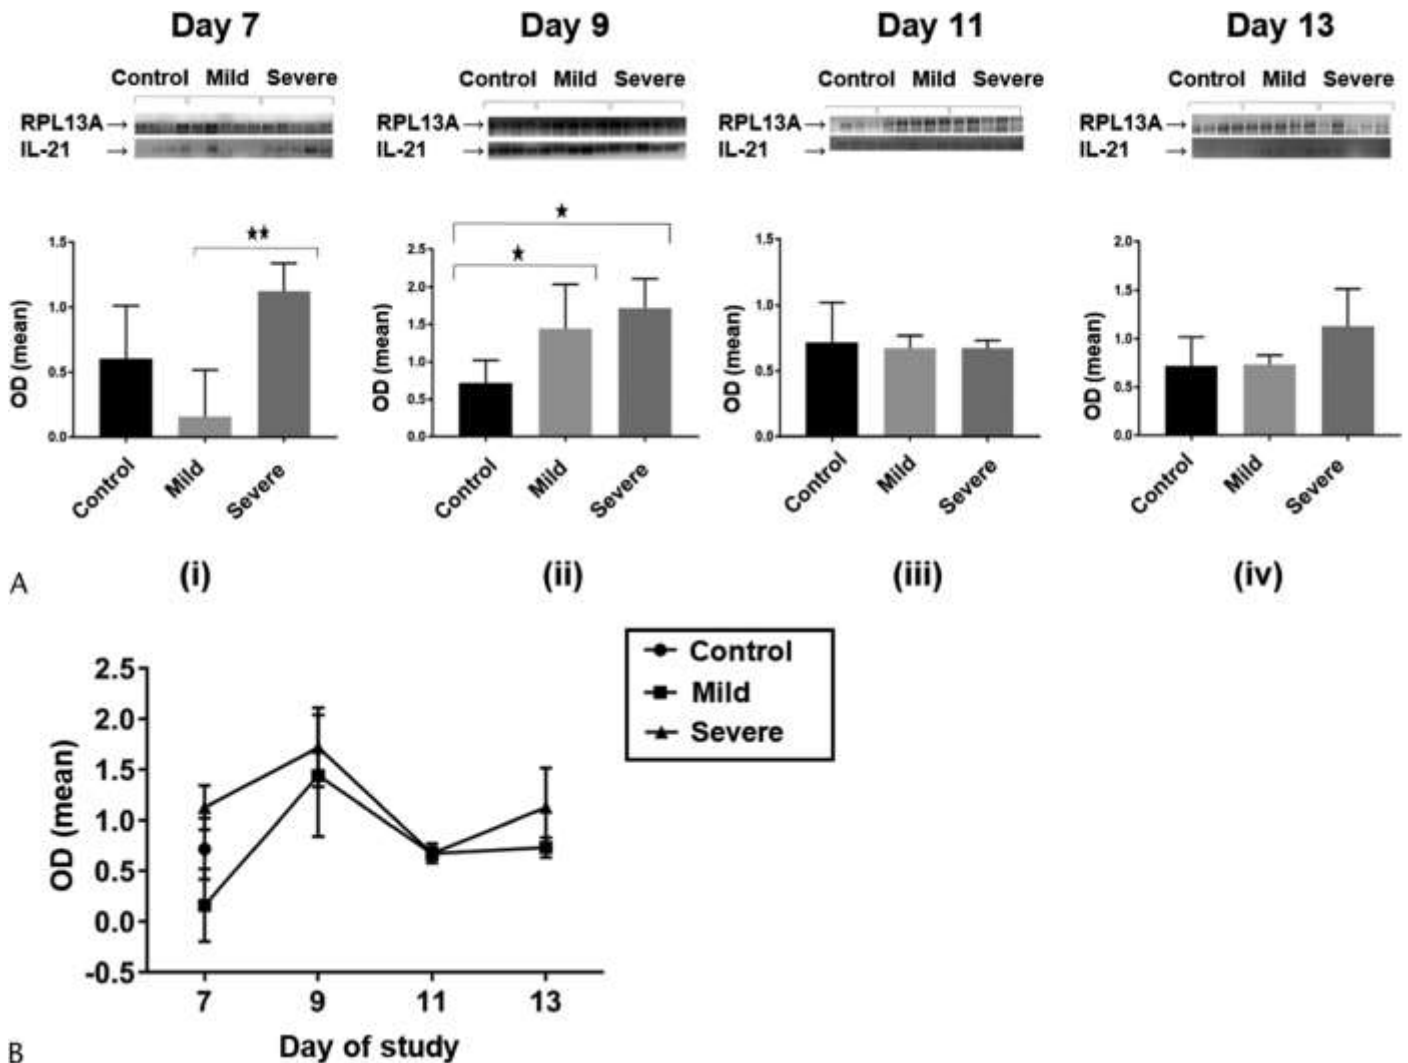 Day 7 Day 9 Day 11 Day 13
Control Mild Severe Control Mild Severe Control Mild Severe Control Mild Severe
RPL13A→ RPL13A→ RPL13A→ RPL13A→
IL-21 → IL-21 → IL-21 → IL-21 →
★
★★ ★
OD (mean) 1.5 1.0 0.5 0.0
OD (mean) 2.5 2.0 1.5 1.0 0.5 0.0
OD (mean) 1.5 1.0 0.5 0.0
OD (mean) 2.0 1.5 1.0 0.5 0.0
Control Mild Severe Control Mild Severe Control Mild Severe Control Mild Severe
A (i) (ii) (iii) (iv)
Control
Mild
Severe
OD (mean)
2.5
2.0
1.5
1.0
0.5
0.0
-0.5
7 9 11 13
Day of study
B